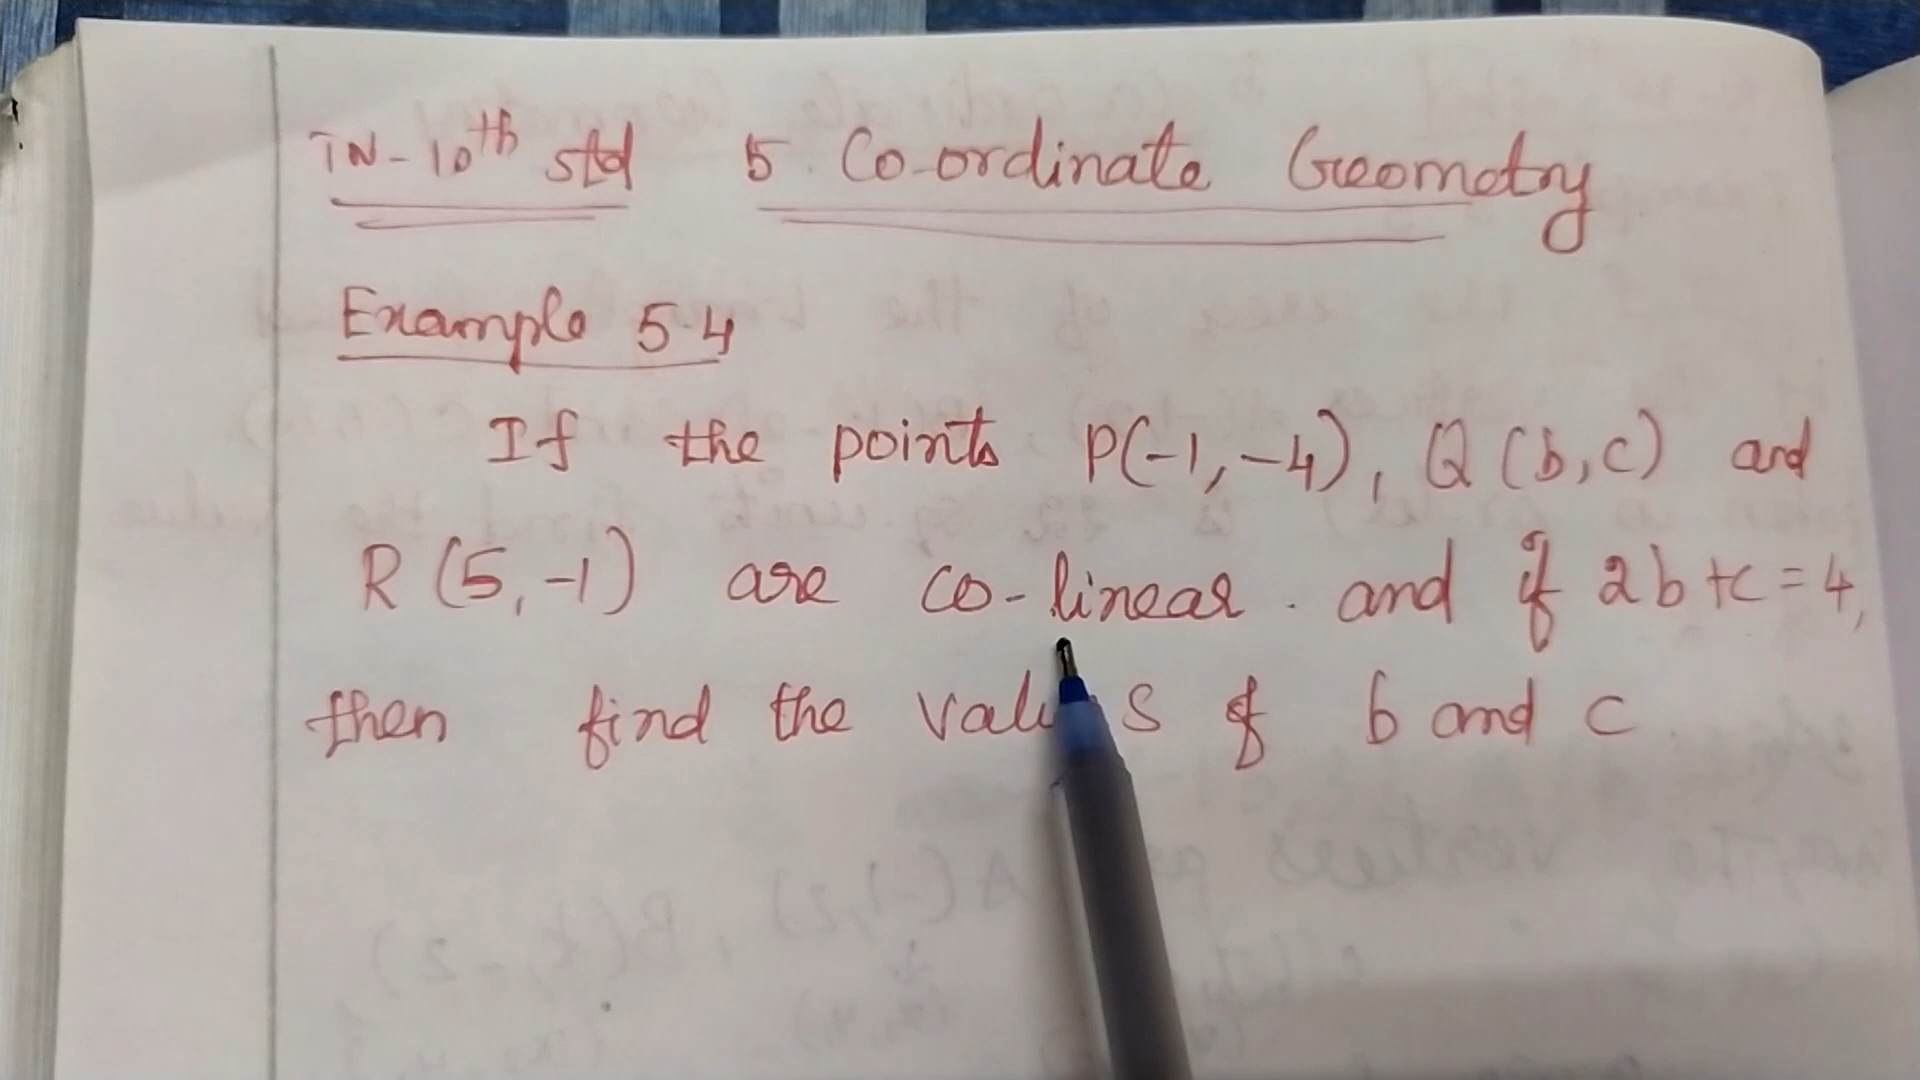 TN-10th std 5 Co-ordinate Geometry
Example 5.4
If the points P(-1,-4), Q(b,c) and
R(5,-1) are co-linear. and if 2b+c=4,
then find the of b and c.